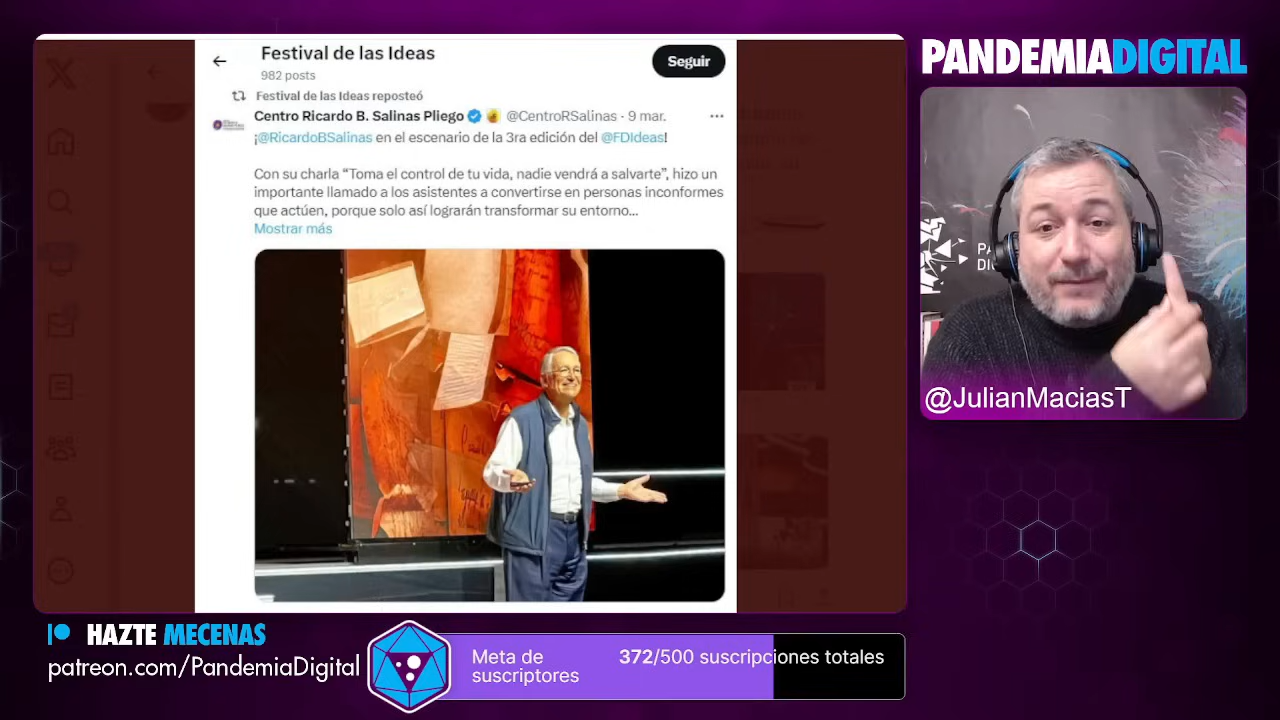 Festival de las Ideas
982 posts
Seguir
Festival de las Ideas reposteó
Centro Ricardo B. Salinas Pliego @CentroRSalinas · 9 mar.
¡@RicardoBSalinas en el escenario de la 3ra edición del @FDIdeas!
Con su charla “Toma el control de tu vida, nadie vendrá a salvarte”, hizo un
importante llamado a los asistentes a convertirse en personas inconformes
que actúen, porque solo así lograrán transformar su entorno...
Mostrar más
PANDEMIADIGITAL
@JulianMaciasT
HAZTE MECENAS
patreon.com/PandemiaDigital
Meta de
suscriptores
372/500 suscripciones totales